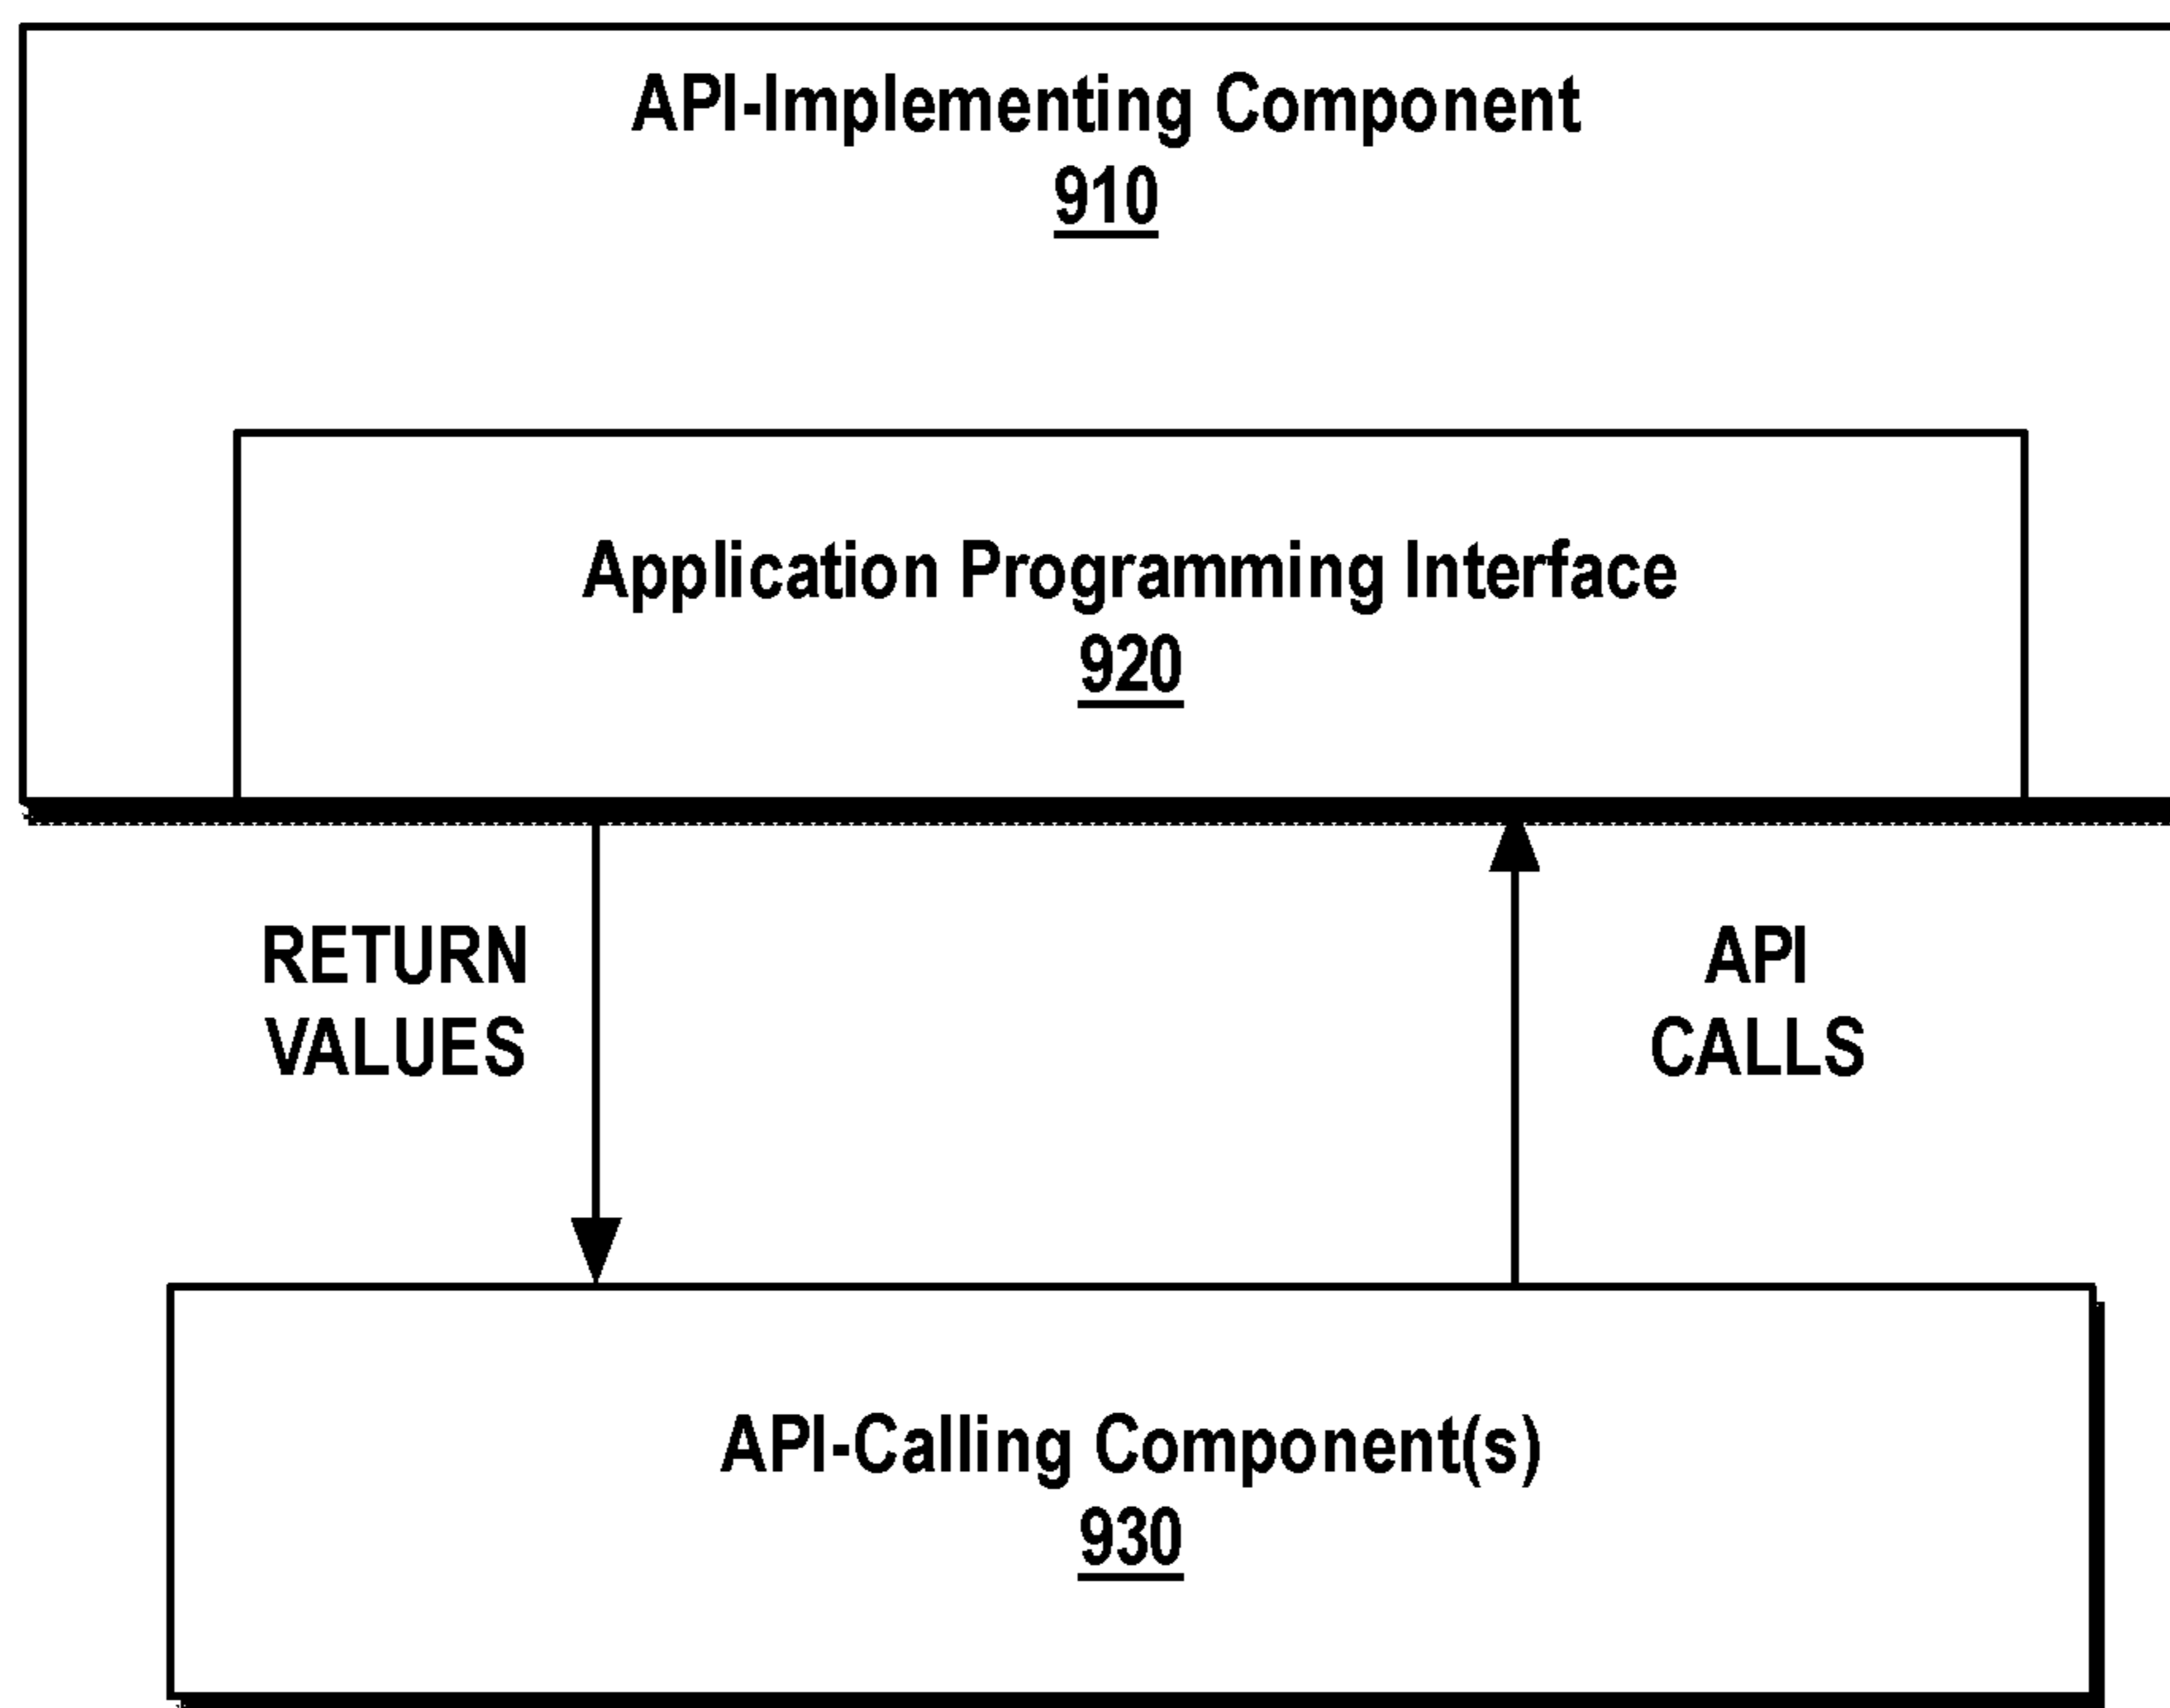 API-Implementing Component
910
Application Programming Interface
920
RETURN
VALUES
API
CALLS
API-Calling Component(s)
930